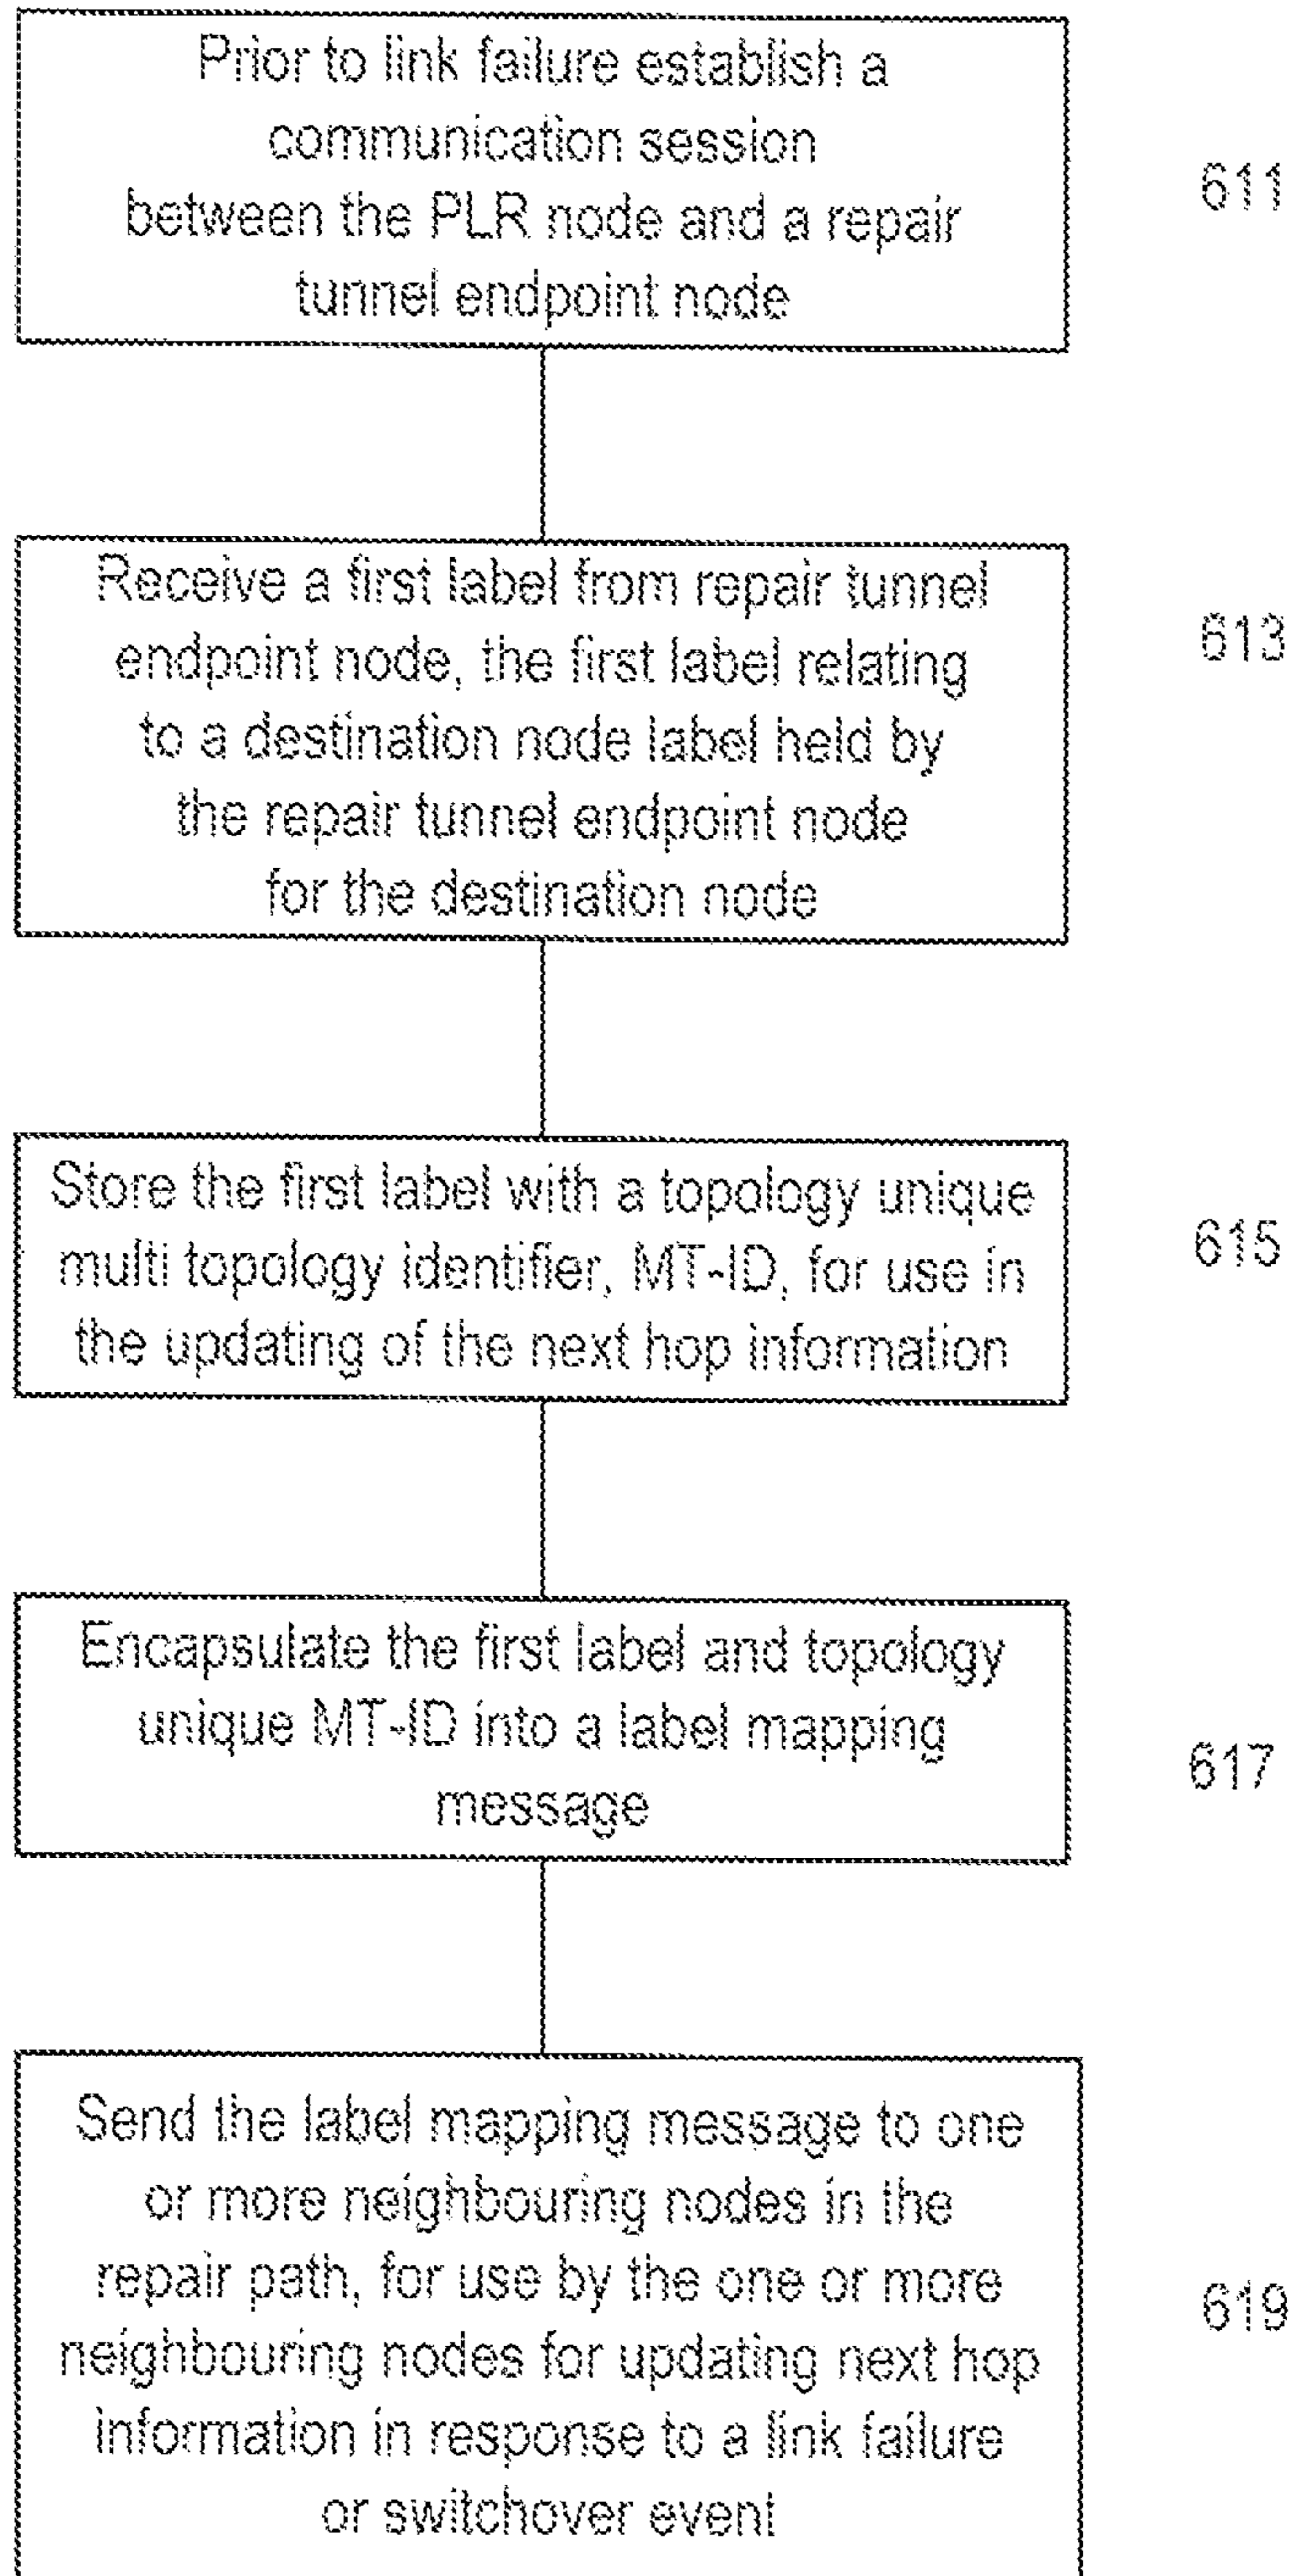 Prior to link failure establish a
communication session
between the PLR node and a repair
tunnel endpoint node
611
Receive a first label from repair tunnel
endpoint node, the first label relating
to a destination node label held by
the repair tunnel endpoint node
for the destination node
613
Store the first label with a topology unique
multi topology identifier, MT-ID, for use in
the updating of the next hop information
615
Encapsulate the first label and topology
unique MT-ID into a label mapping
message
617
Send the label mapping message to one
or more neighbouring nodes in the
repair path, for use by the one or more
neighbouring nodes for updating next hop
information in response to a link failure
or switchover event
619